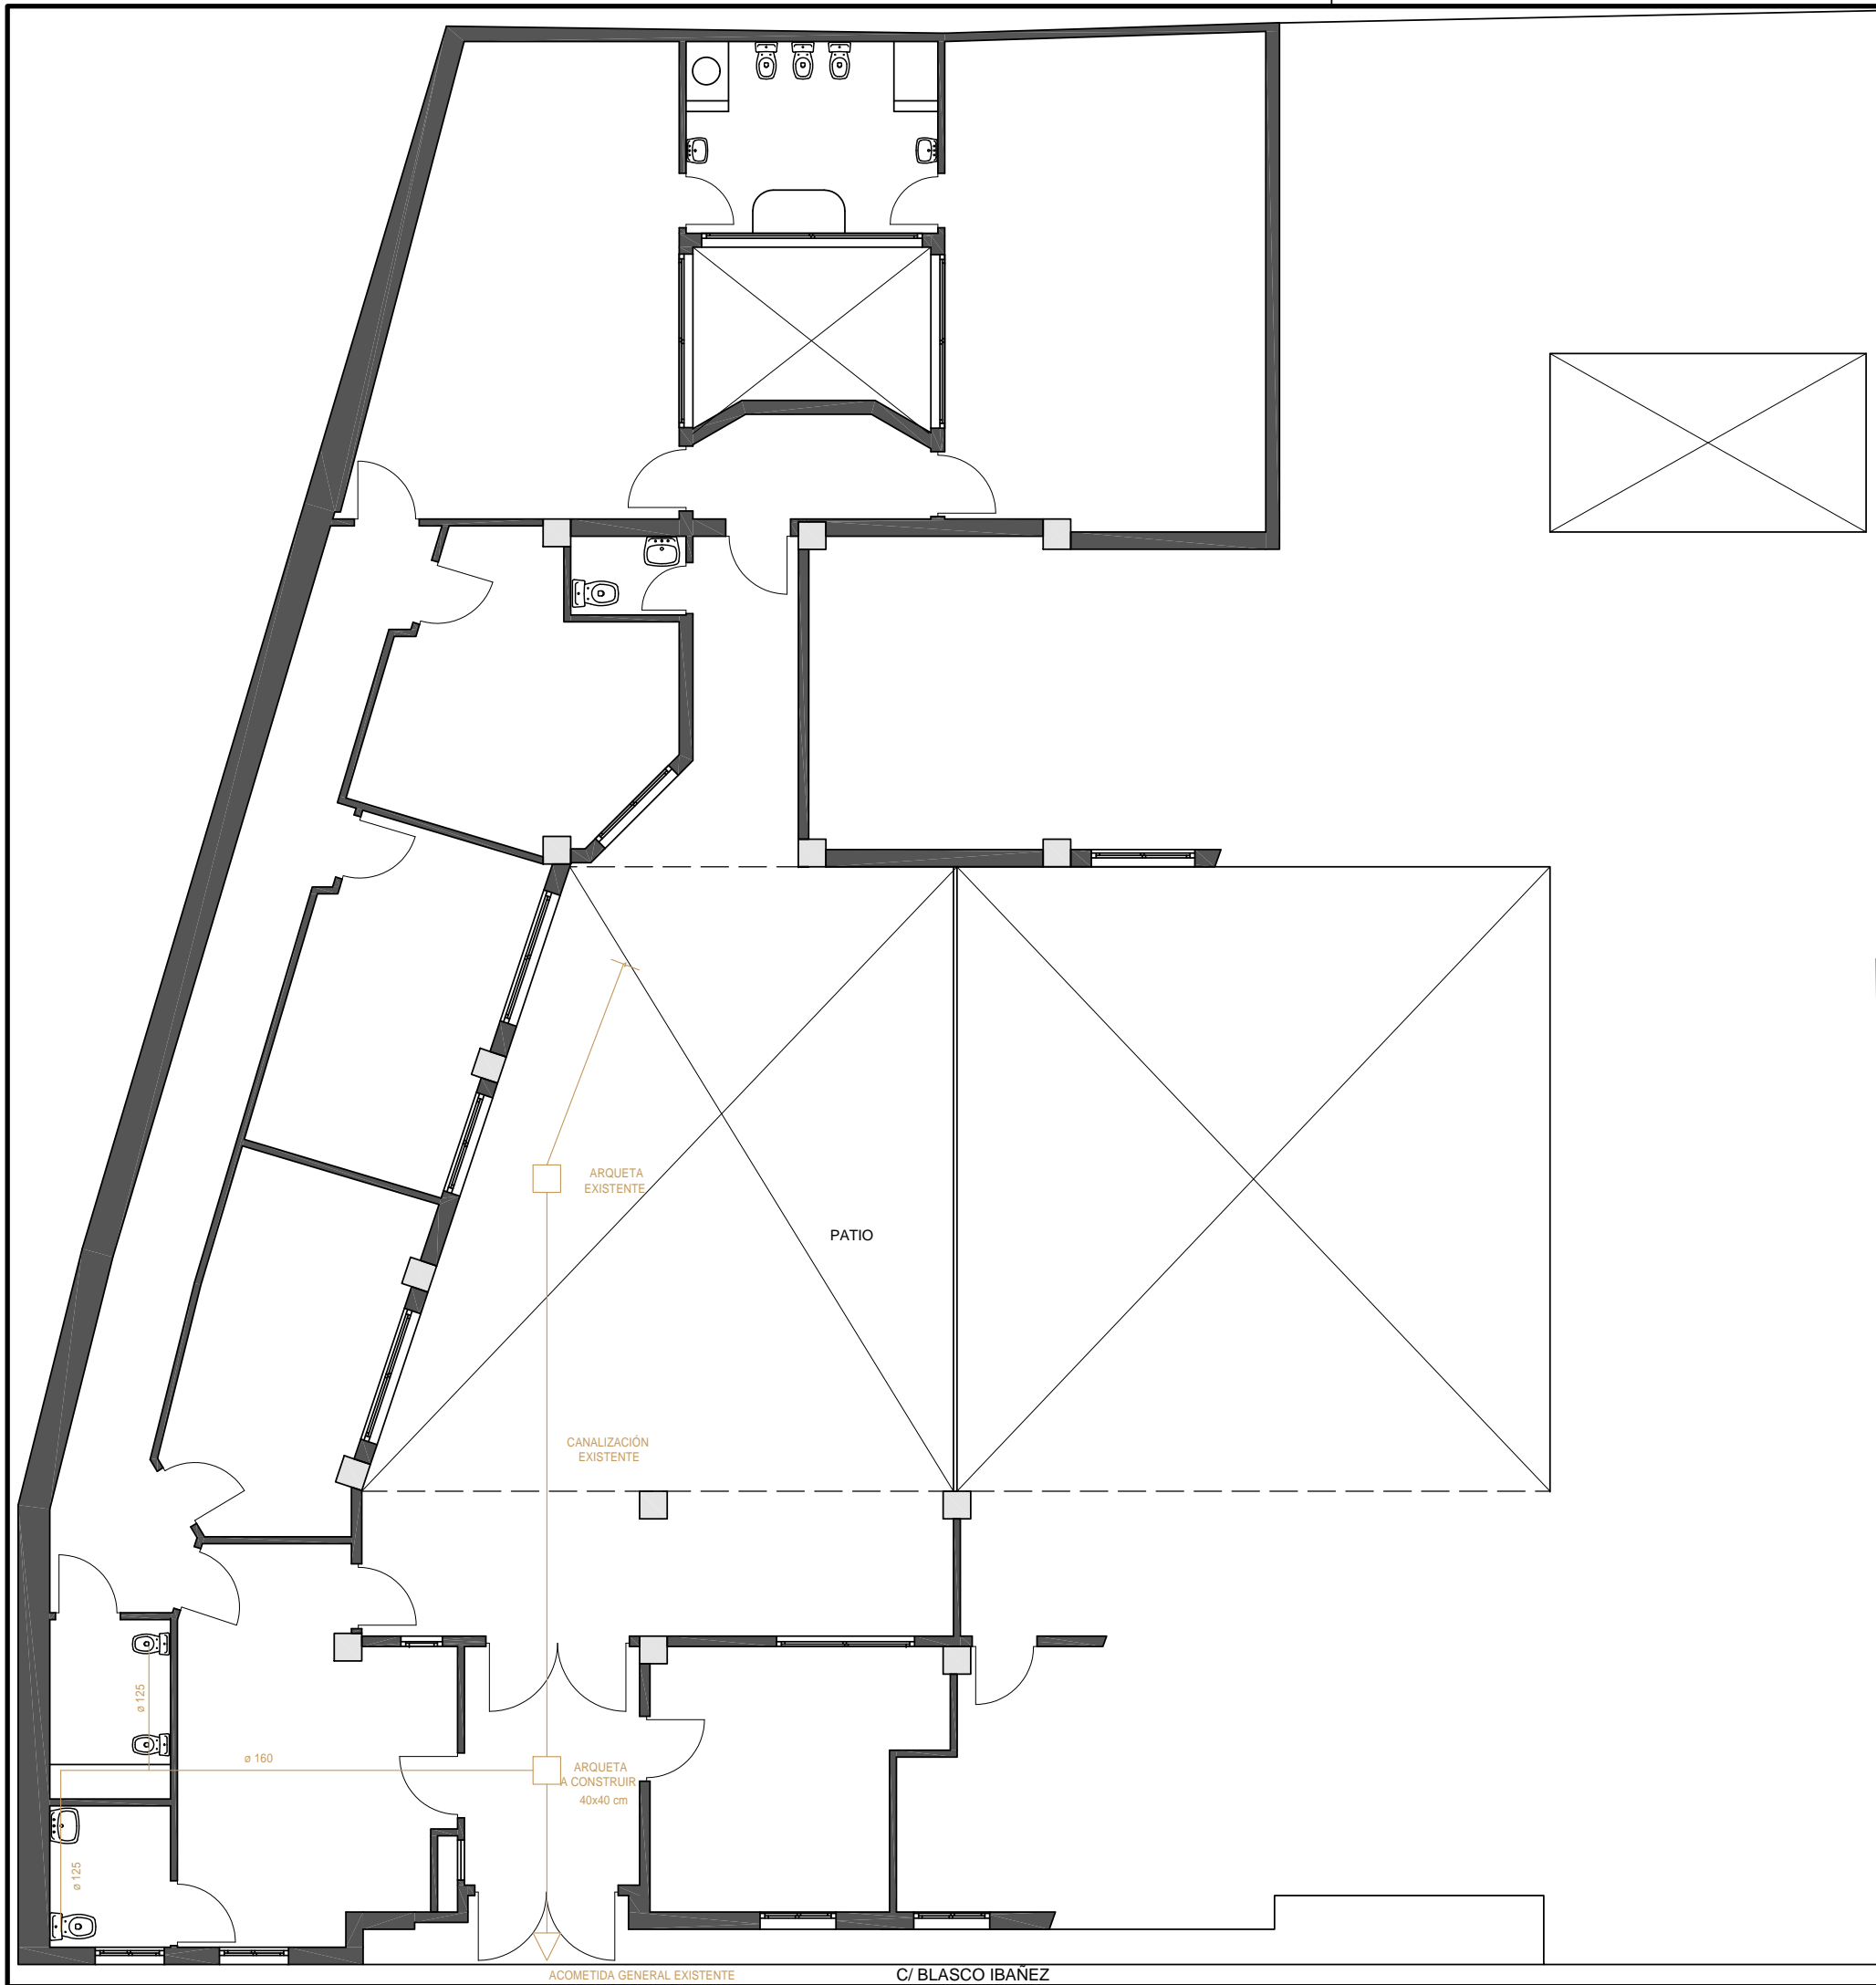 ARQUETA
EXISTENTE
PATIO
CANALIZACIÓN
EXISTENTE
ø 125
ø 160
ARQUETA
A CONSTRUIR
40x40 cm
ø 125
ACOMETIDA GENERAL EXISTENTE
C/ BLASCO IBAÑEZ